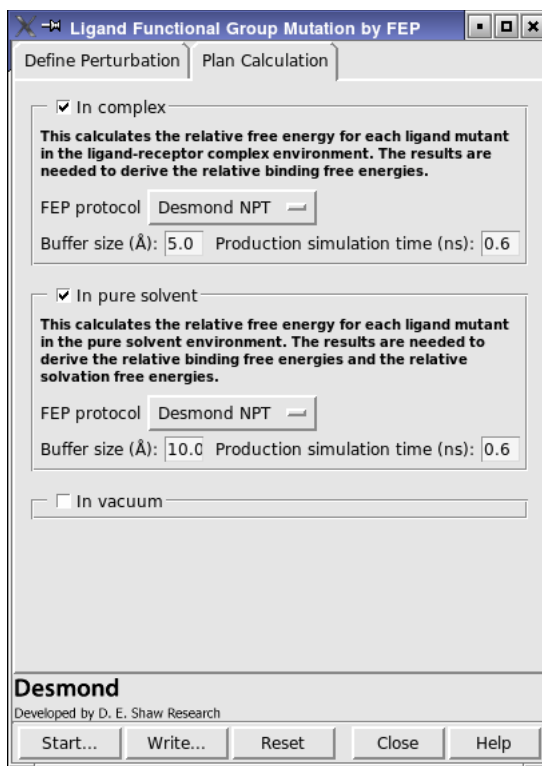 Ligand Functional Group Mutation by FEP
Define Perturbation Plan Calculation
In complex
This calculates the relative free energy for each ligand mutant
in the ligand-receptor complex environment. The results are
needed to derive the relative binding free energies.
FEP protocol Desmond NPT
Buffer size (Å): 5.0 Production simulation time (ns): 0.6
In pure solvent
This calculates the relative free energy for each ligand mutant
in the pure solvent environment. The results are needed to
derive the relative binding free energies and the relative
solvation free energies.
FEP protocol Desmond NPT
Buffer size (Å): 10.0 Production simulation time (ns): 0.6
In vacuum
Desmond
Developed by D. E. Shaw Research
Start... Write... Reset Close Help